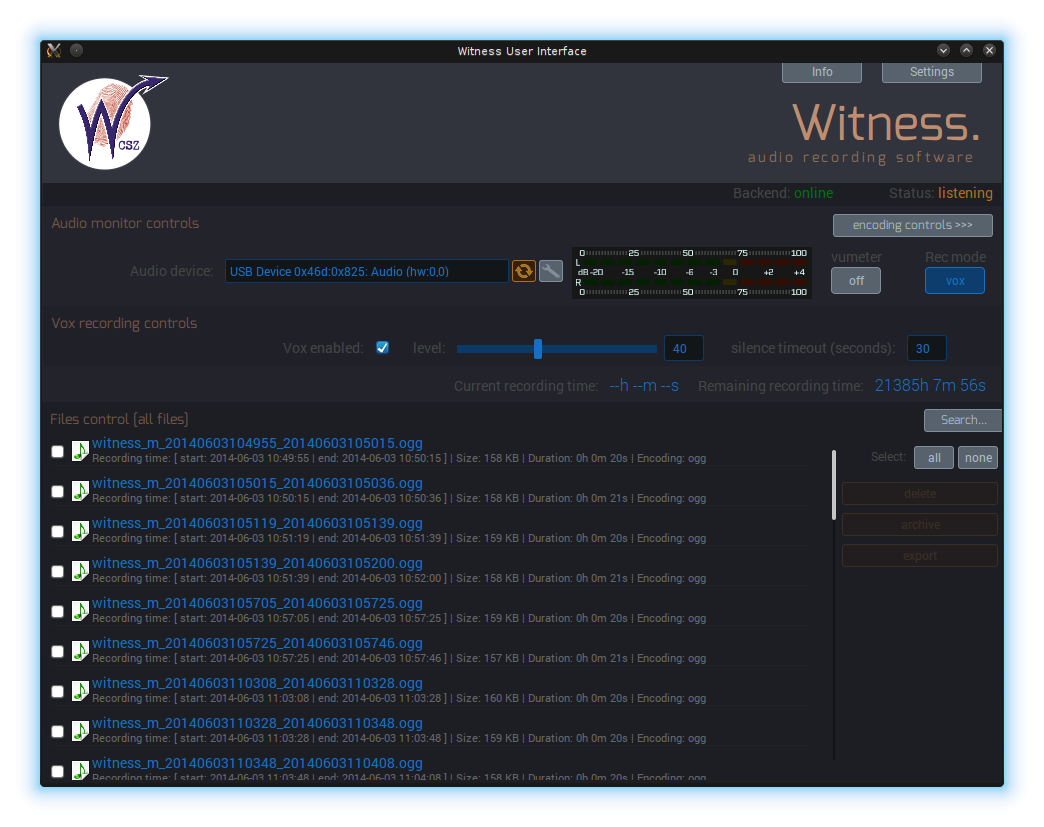 Witness User Interface
Info Settings
W CSZ
Witness.
audio recording software
Backend: online Status: listening
Audio monitor controls
encoding controls >>>
Audio device: USB Device 0x46d:0x825: Audio (hw:0,0)
0 25 50 75 100
L
dB -20 -15 -10 -6 -3 0 +2 +4
R
0 25 50 75 100
vumeter Rec mode
off vox
Vox recording controls
Vox enabled: level: 40 silence timeout (seconds): 30
Current recording time: --h --m --s Remaining recording time: 21385h 7m 56s
Files control [all files]
Search...
Select: all none
delete
archive
export
witness_m_20140603104955_20140603105015.ogg
Recording time: [ start: 2014-06-03 10:49:55 | end: 2014-06-03 10:50:15 ] | Size: 158 KB | Duration: 0h 0m 20s | Encoding: ogg
witness_m_20140603105015_20140603105036.ogg
Recording time: [ start: 2014-06-03 10:50:15 | end: 2014-06-03 10:50:36 ] | Size: 158 KB | Duration: 0h 0m 21s | Encoding: ogg
witness_m_20140603105119_20140603105139.ogg
Recording time: [ start: 2014-06-03 10:51:19 | end: 2014-06-03 10:51:39 ] | Size: 159 KB | Duration: 0h 0m 20s | Encoding: ogg
witness_m_20140603105139_20140603105200.ogg
Recording time: [ start: 2014-06-03 10:51:39 | end: 2014-06-03 10:52:00 ] | Size: 158 KB | Duration: 0h 0m 21s | Encoding: ogg
witness_m_20140603105705_20140603105725.ogg
Recording time: [ start: 2014-06-03 10:57:05 | end: 2014-06-03 10:57:25 ] | Size: 159 KB | Duration: 0h 0m 20s | Encoding: ogg
witness_m_20140603105725_20140603105746.ogg
Recording time: [ start: 2014-06-03 10:57:25 | end: 2014-06-03 10:57:46 ] | Size: 157 KB | Duration: 0h 0m 21s | Encoding: ogg
witness_m_20140603110308_20140603110328.ogg
Recording time: [ start: 2014-06-03 11:03:08 | end: 2014-06-03 11:03:28 ] | Size: 160 KB | Duration: 0h 0m 20s | Encoding: ogg
witness_m_20140603110328_20140603110348.ogg
Recording time: [ start: 2014-06-03 11:03:28 | end: 2014-06-03 11:03:48 ] | Size: 159 KB | Duration: 0h 0m 20s | Encoding: ogg
witness_m_20140603110348_20140603110408.ogg
Recording time: [ start: 2014-06-03 11:03:48 | end: 2014-06-03 11:04:08 ] | Size: 158 KB | Duration: 0h 0m 20s | Encoding: ogg